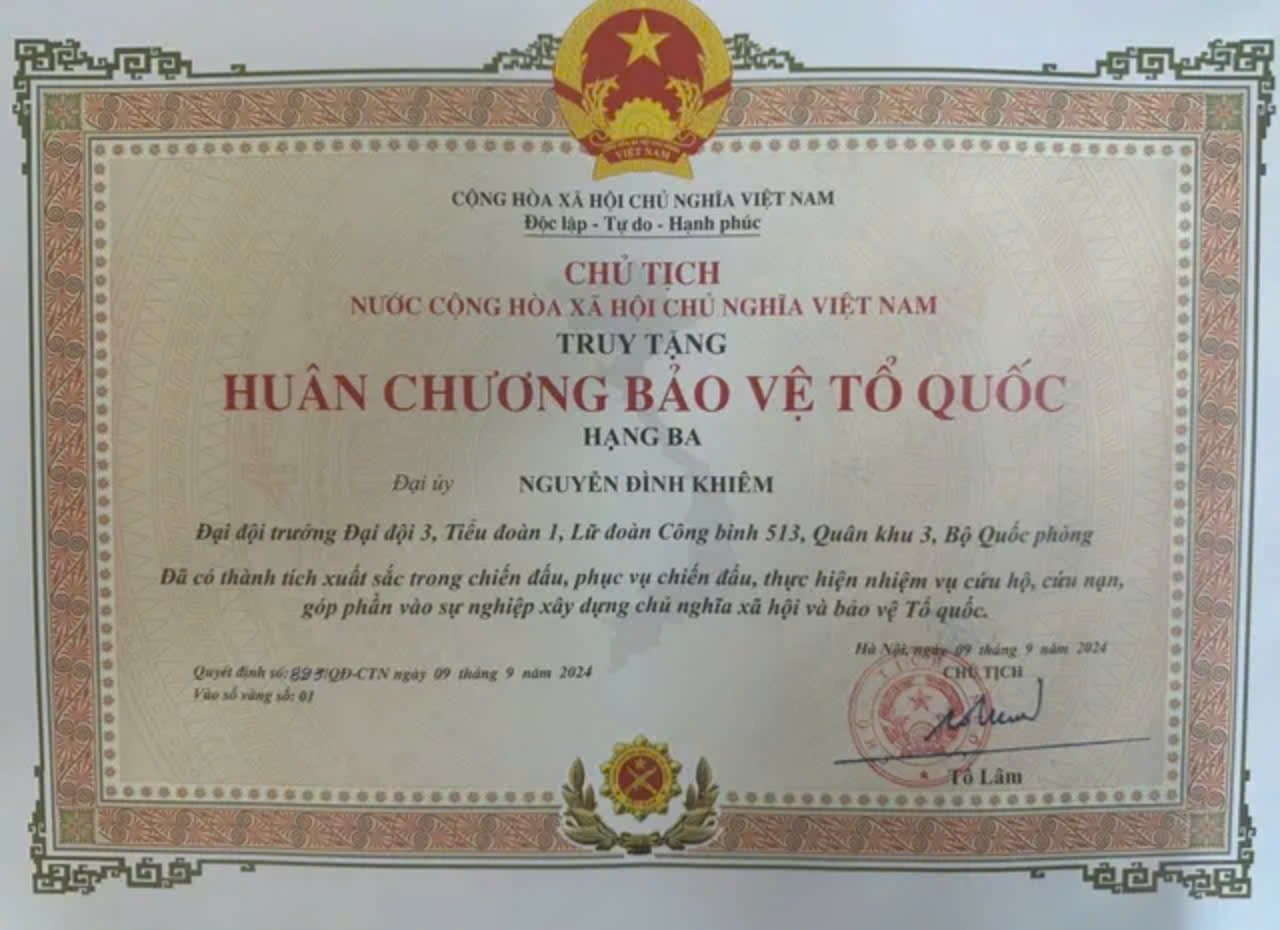 VIỆT NAM
CỘNG HÒA XÃ HỘI CHỦ NGHĨA VIỆT NAM
Độc lập - Tự do - Hạnh phúc
CHỦ TỊCH
NƯỚC CỘNG HÒA XÃ HỘI CHỦ NGHĨA VIỆT NAM
TRUY TẶNG
HUÂN CHƯƠNG BẢO VỆ TỔ QUỐC
HẠNG BA
Đại úy NGUYỄN ĐÌNH KHIÊM
Đại đội trưởng Đại đội 3, Tiểu đoàn 1, Lữ đoàn Công binh 513, Quân khu 3, Bộ Quốc phòng
Đã có thành tích xuất sắc trong chiến đấu, phục vụ chiến đấu, thực hiện nhiệm vụ cứu hộ, cứu nạn,
góp phần vào sự nghiệp xây dựng chủ nghĩa xã hội và bảo vệ Tổ quốc.
Quyết định số: 893/QĐ-CTN ngày 09 tháng 9 năm 2024
Vào sổ vàng số: 01
Hà Nội, ngày 09 tháng 9 năm 2024
CHỦ TỊCH
Tô Lâm